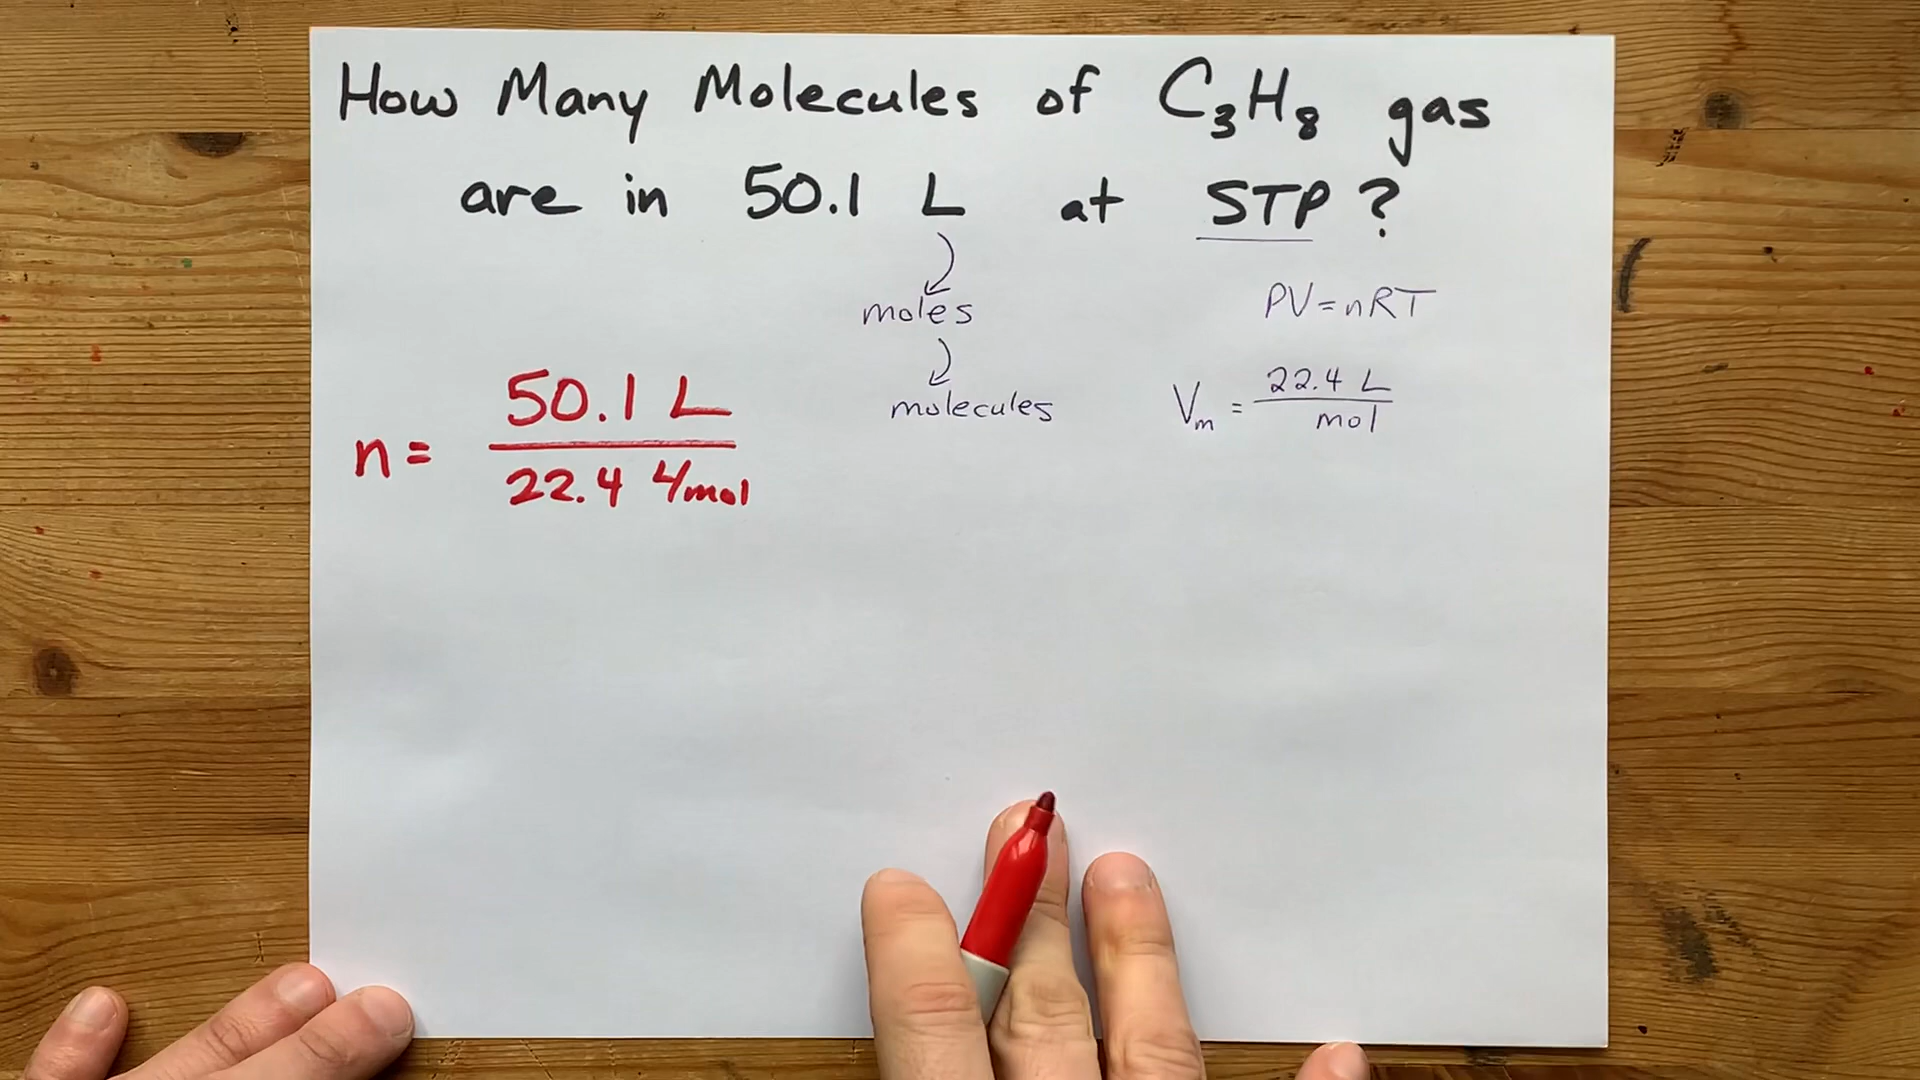 How Many Molecules of C₃H₈ gas
are in 50.1 L at STP?
moles
molecules
PV=nRT
Vₘ = 22.4 L
mol
n= 50.1 L
22.4 L/mol